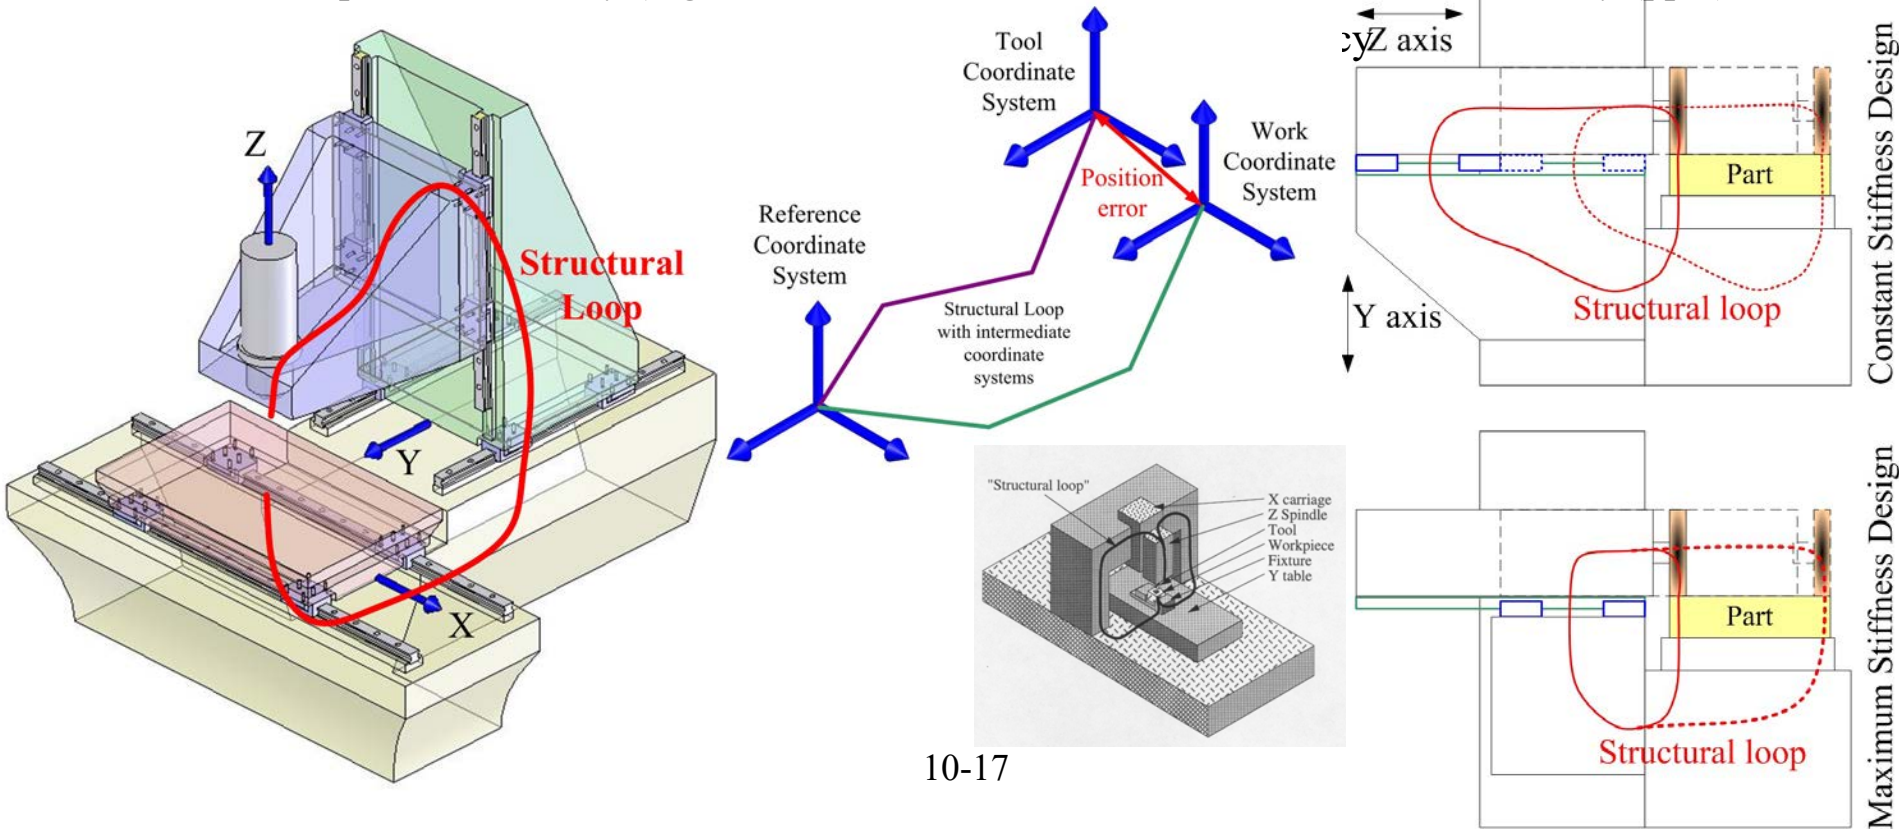 Z
Structural
Loop
Y
X
Tool
Coordinate
System
Work
Coordinate
System
Position
error
Reference
Coordinate
System
Structural Loop
with intermediate
coordinate
systems
"Structural loop"
X carriage
Z Spindle
Tool
Workpiece
Fixture
Y table
10-17
Z axis
Part
Structural loop
Y axis
Constant Stiffness Design
Part
Structural loop
Maximum Stiffness Design